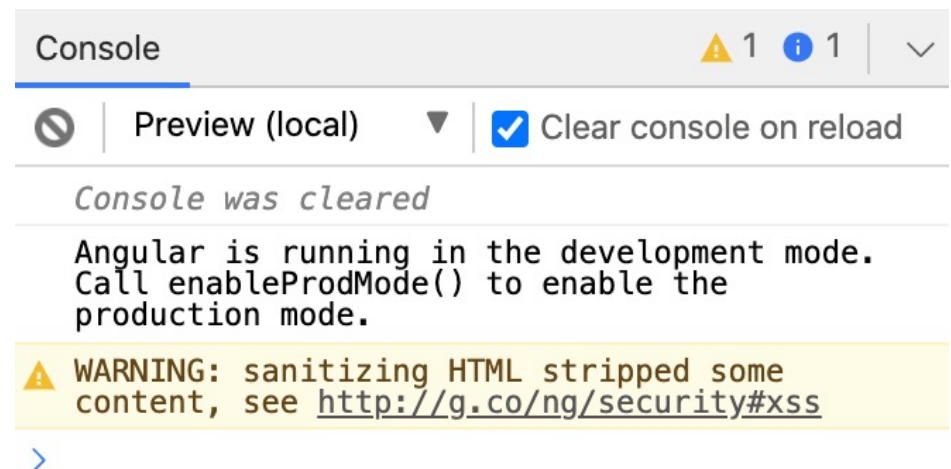 Console 1 1
Preview (local) Clear console on reload
Console was cleared
Angular is running in the development mode.
Call enableProdMode() to enable the
production mode.
WARNING: sanitizing HTML stripped some
content, see http://g.co/ng/security#xss